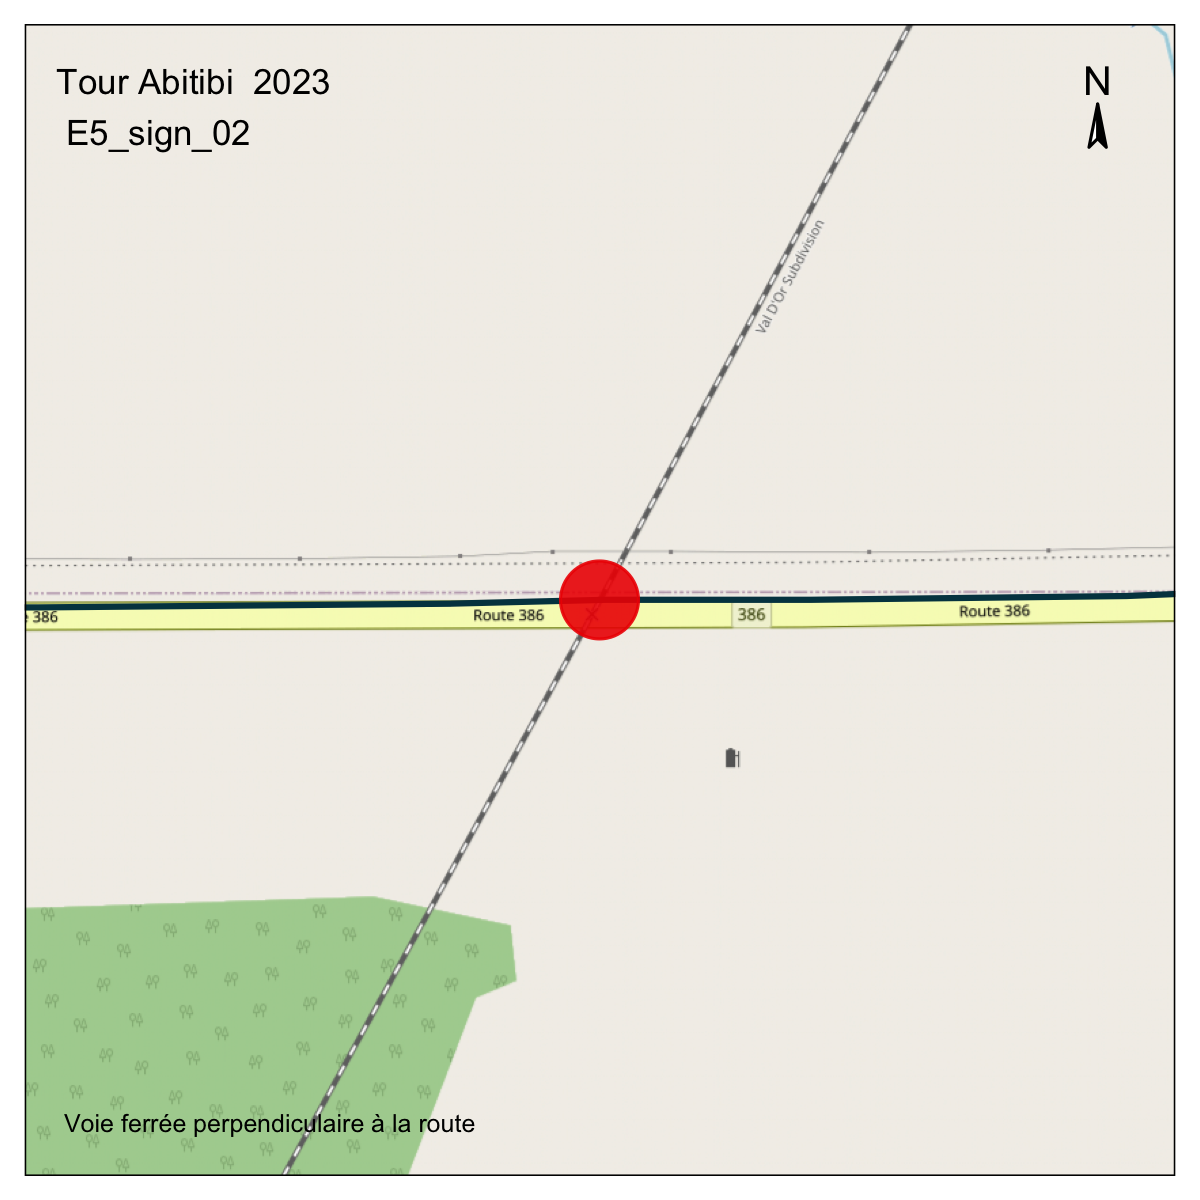 Tour Abitibi  2023
E5_sign_02
N
Val D'Or Subdivision
386
Route 386
386
Route 386
Voie ferrée perpendiculaire à la route